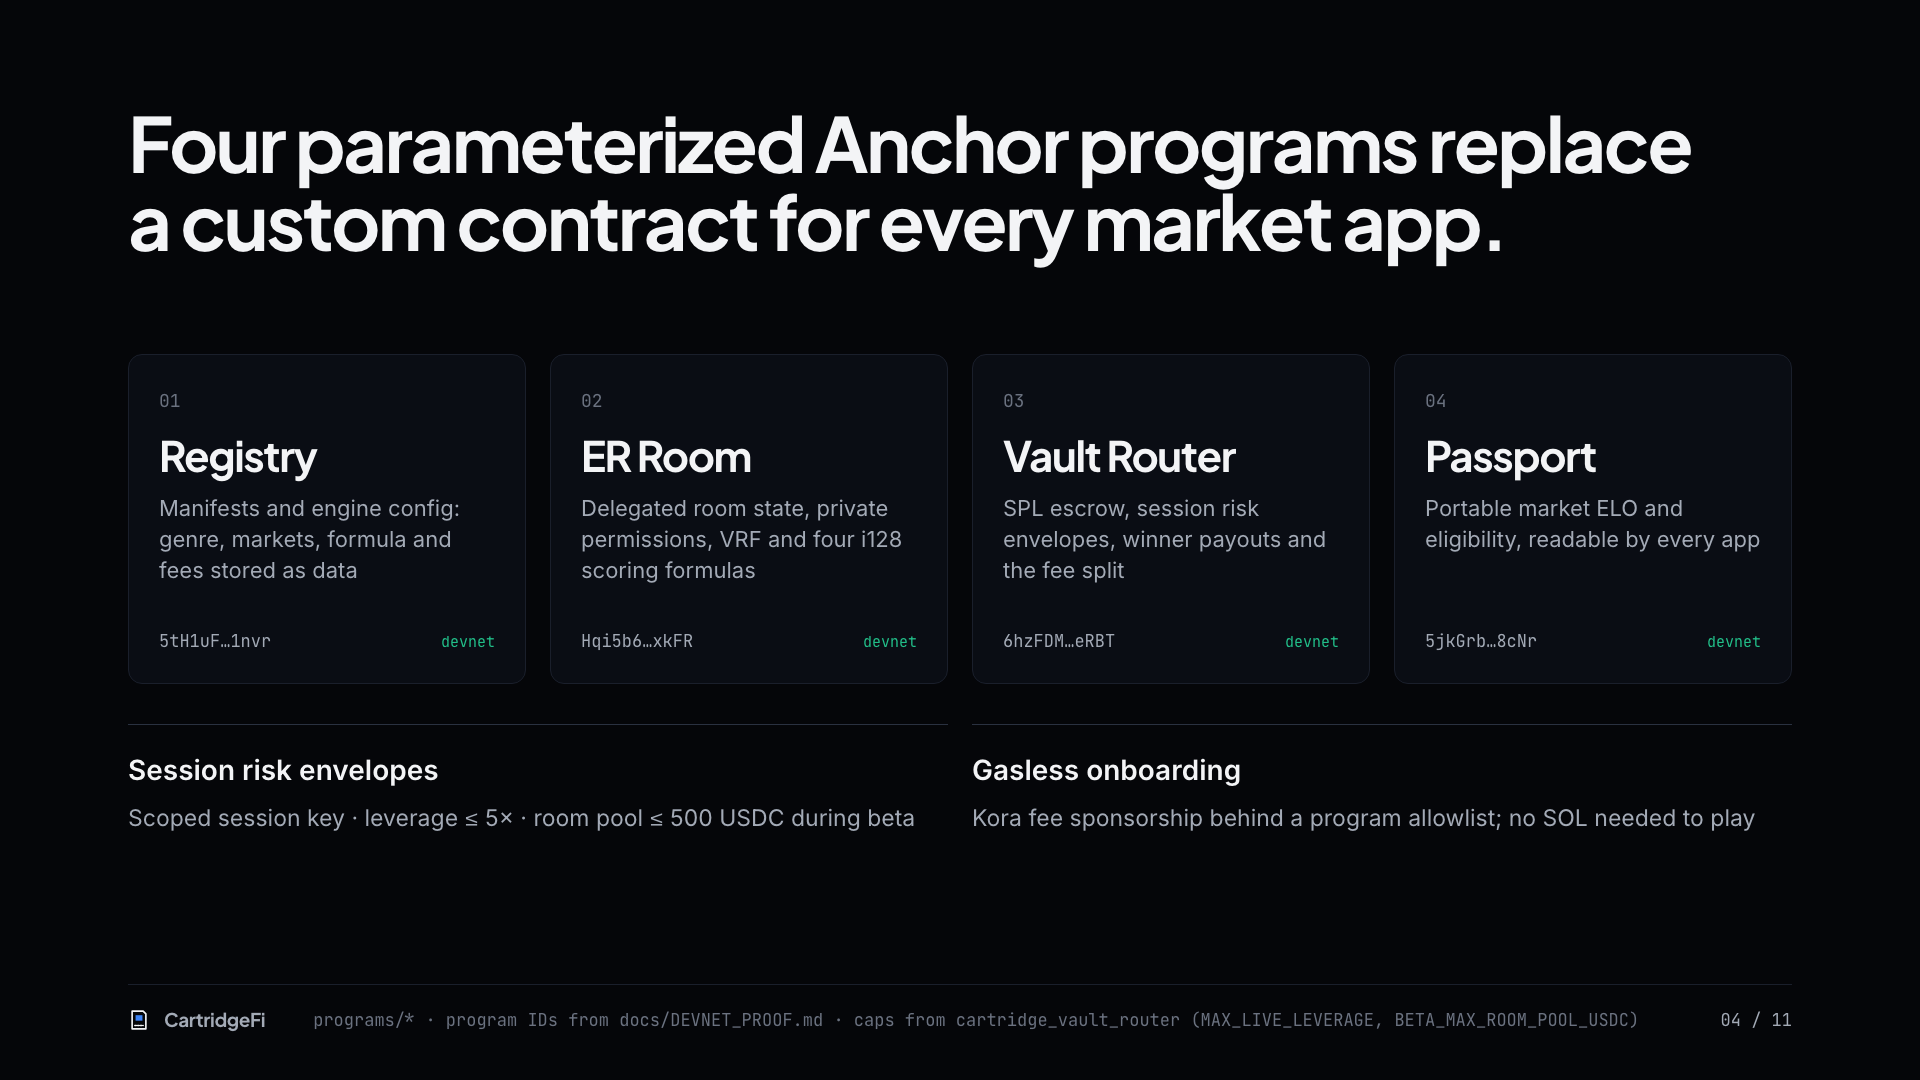 Four parameterized Anchor programs replace
a custom contract for every market app.
01
Registry
Manifests and engine config:
genre, markets, formula and
fees stored as data
5tH1uF…1nvr
devnet
02
ER Room
Delegated room state, private
permissions, VRF and four i128
scoring formulas
Hqi5b6…xkFR
devnet
03
Vault Router
SPL escrow, session risk
envelopes, winner payouts and
the fee split
6hzFDM…eRBT
devnet
04
Passport
Portable market ELO and
eligibility, readable by every app
5jkGrb…8cNr
devnet
Session risk envelopes
Scoped session key · leverage ≤ 5× · room pool ≤ 500 USDC during beta
Gasless onboarding
Kora fee sponsorship behind a program allowlist; no SOL needed to play
CartridgeFi
programs/* · program IDs from docs/DEVNET_PROOF.md · caps from cartridge_vault_router (MAX_LIVE_LEVERAGE, BETA_MAX_ROOM_POOL_USDC)
04 / 11